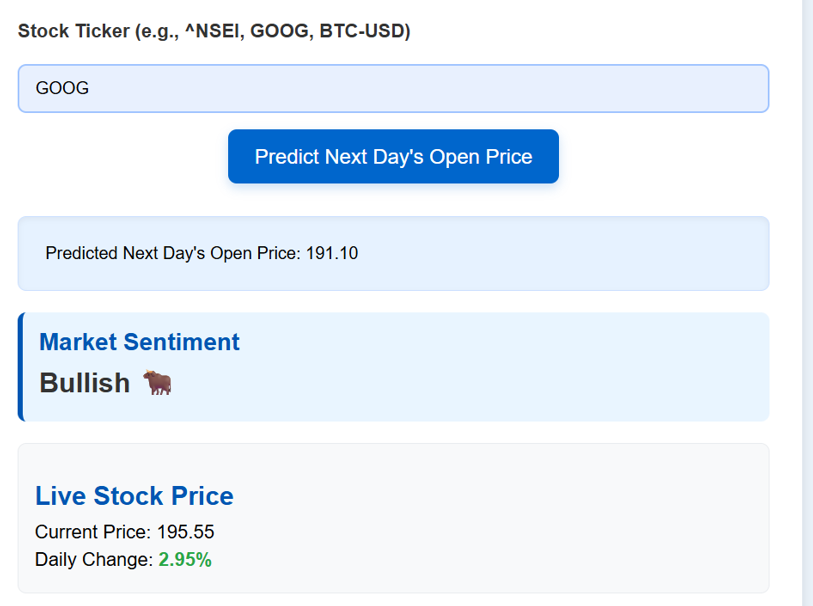 Stock Ticker (e.g., ^NSEI, GOOG, BTC-USD)
GOOG
Predict Next Day's Open Price
Predicted Next Day's Open Price: 191.10
Market Sentiment
Bullish 🐂
Live Stock Price
Current Price: 195.55
Daily Change: 2.95%